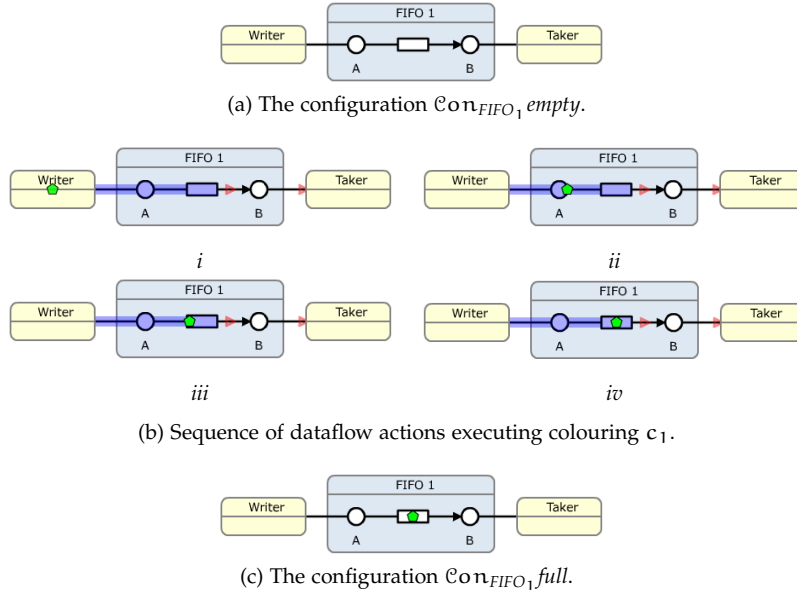 FIFO 1
Writer
Taker
A
B
(a) The configuration 𝒞on_FIFO₁ empty.
FIFO 1
Writer
Taker
A
B
i
FIFO 1
Writer
Taker
A
B
ii
FIFO 1
Writer
Taker
A
B
iii
FIFO 1
Writer
Taker
A
B
iv
(b) Sequence of dataflow actions executing colouring c₁.
FIFO 1
Writer
Taker
A
B
(c) The configuration 𝒞on_FIFO₁ full.